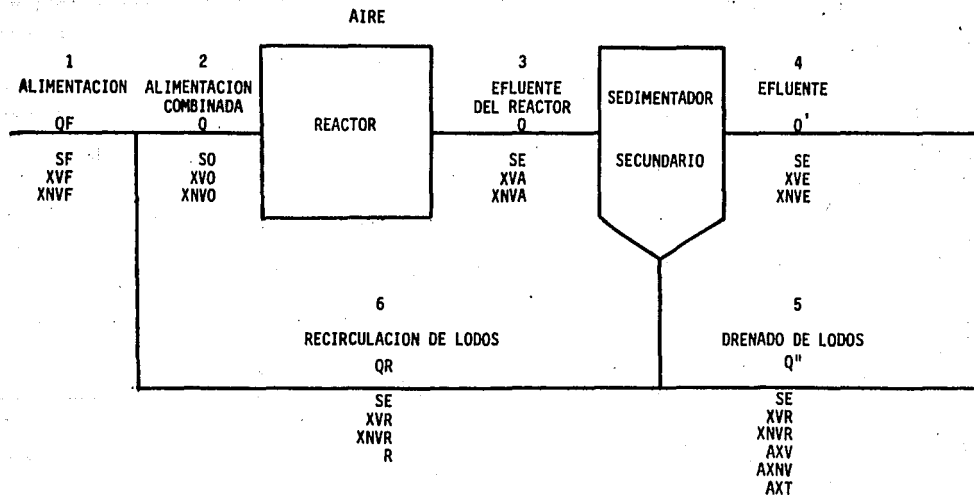 AIRE
1
ALIMENTACION
QF
SF
XVF
XNVF
2
ALIMENTACION
COMBINADA
Q
SO
XVO
XNVO
REACTOR
3
EFLUENTE
DEL REACTOR
Q
SE
XVA
XNVA
SEDIMENTADOR
SECUNDARIO
4
EFLUENTE
Q'
SE
XVE
XNVE
6
RECIRCULACION DE LODOS
QR
SE
XVR
XNVR
R
5
DRENADO DE LODOS
Q"
SE
XVR
XNVR
AXV
AXNV
AXT